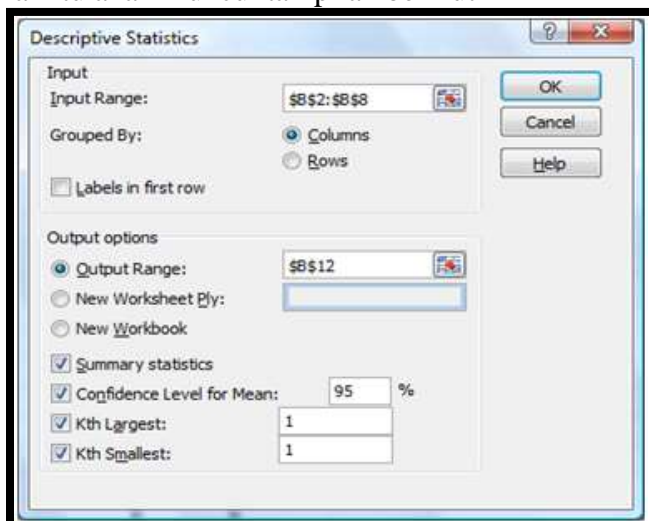 Descriptive Statistics
Input
Input Range:
$B$2:$B$8
OK
Grouped By:
Columns
Cancel
Rows
Help
Labels in first row
Output options
Output Range:
$B$12
New Worksheet Ply:
New Workbook
Summary statistics
Confidence Level for Mean:
95 %
Kth Largest:
1
Kth Smallest:
1